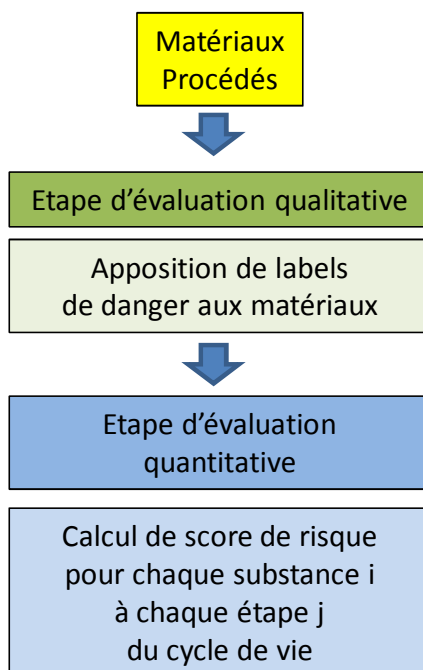 Matériaux
Procédés
Etape d'évaluation qualitative
Apposition de labels
de danger aux matériaux
Etape d'évaluation
quantitative
Calcul de score de risque
pour chaque substance i
à chaque étape j
du cycle de vie